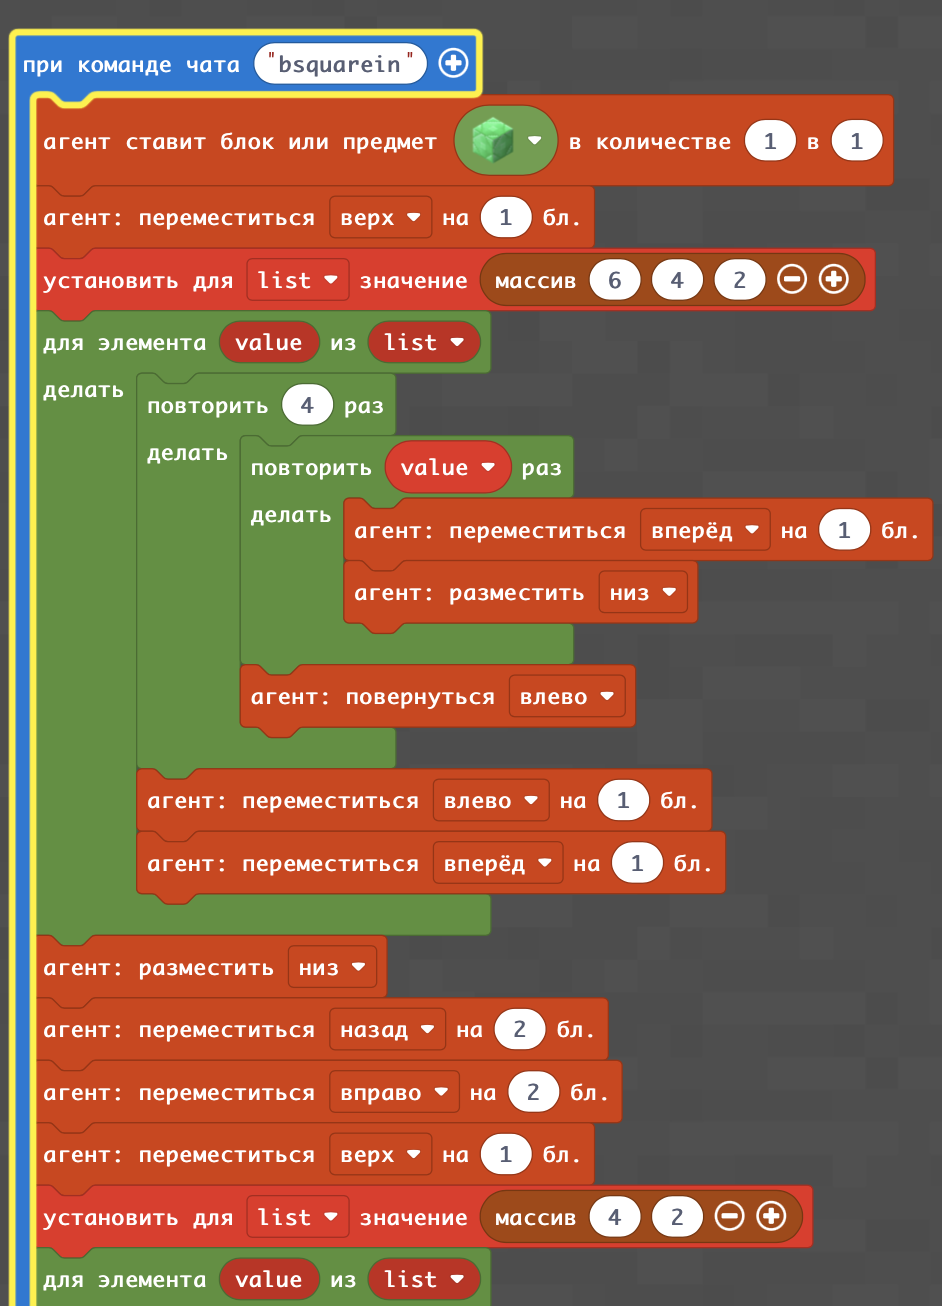 при команде чата "bsquarein"
агент ставит блок или предмет в количестве 1 в 1
агент: переместиться верх на 1 бл.
установить для list значение массив 6 4 2
для элемента value из list
делать
повторить 4 раз
делать
повторить value раз
делать
агент: переместиться вперёд на 1 бл.
агент: разместить низ
агент: повернуться влево
агент: переместиться влево на 1 бл.
агент: переместиться вперёд на 1 бл.
агент: разместить низ
агент: переместиться назад на 2 бл.
агент: переместиться вправо на 2 бл.
агент: переместиться верх на 1 бл.
установить для list значение массив 4 2
для элемента value из list